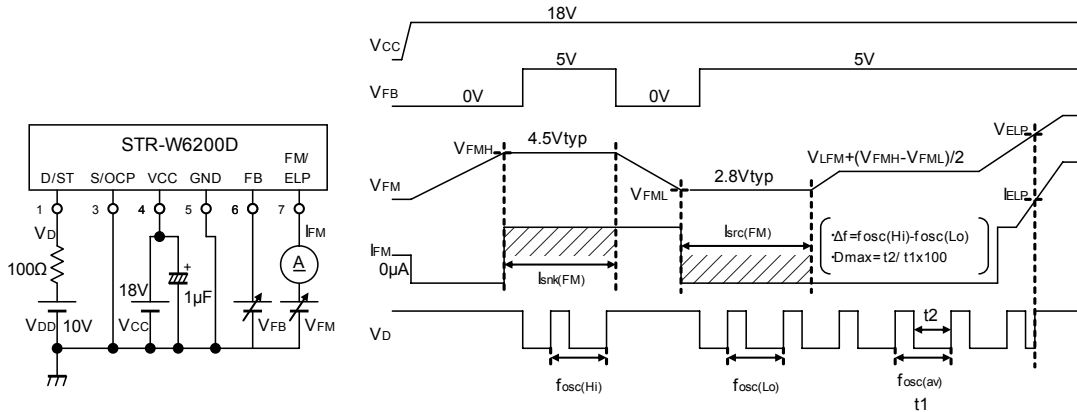 STR-W6200D
D/ST S/OCP VCC GND FB FM/ELP
1 3 4 5 6 7
VD
100Ω
VDD 10V
18V
VCC
1µF
VFB
IFM
A
VFM
VCC
18V
VFB
0V 5V 0V 5V
VFM
VFMH
4.5Vtyp
VFML
2.8Vtyp
VLFM+(VFMH-VFML)/2
VELP
IFM
0µA
Isnk(FM)
Isrc(FM)
·Δf=fosc(Hi)-fosc(Lo)
·Dmax=t2/ t1x100
IELP
VD
fosc(Hi)
fosc(Lo)
t2
fosc(av)
t1